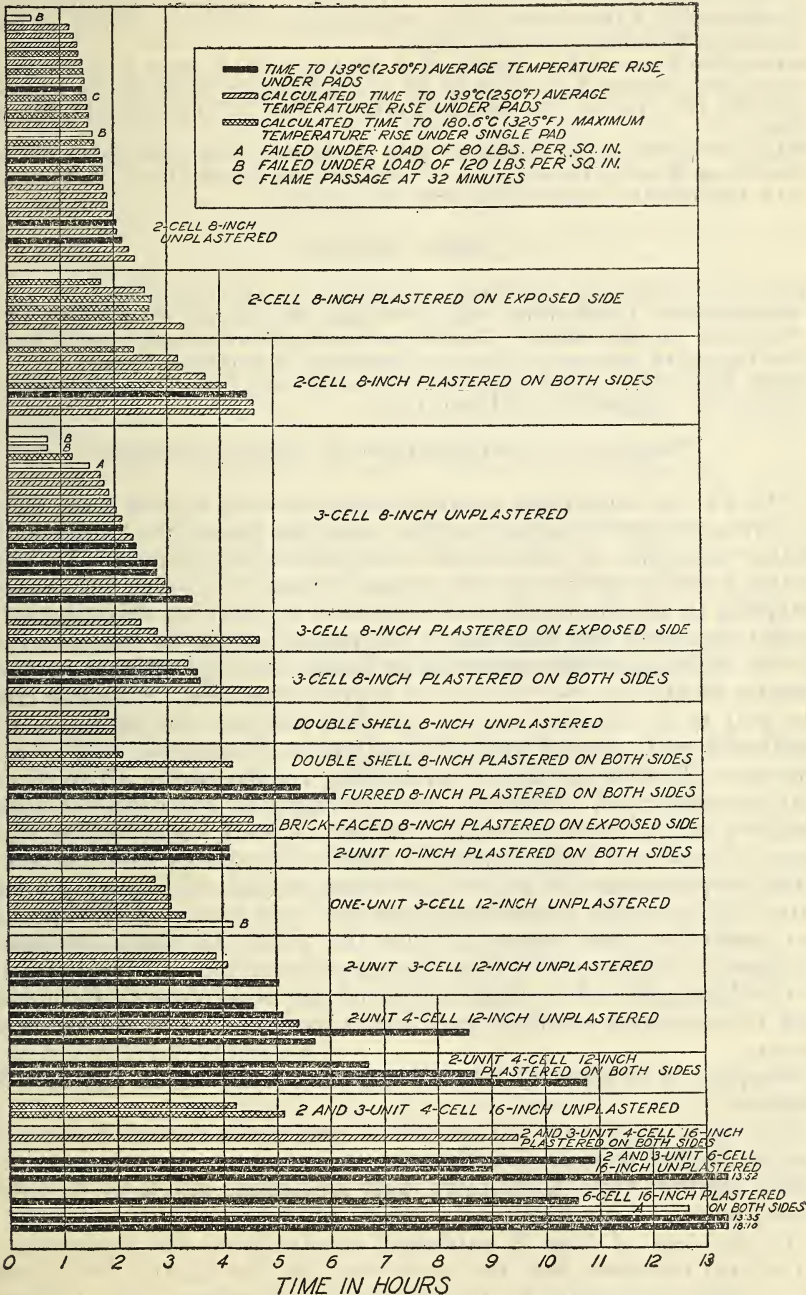 B
TIME TO 139°C (250°F) AVERAGE TEMPERATURE RISE
UNDER PADS
CALCULATED TIME TO 139°C (250°F) AVERAGE
TEMPERATURE RISE UNDER PADS
CALCULATED TIME TO 180.6°C (325°F) MAXIMUM
TEMPERATURE RISE UNDER SINGLE PAD
A FAILED UNDER LOAD OF 80 LBS. PER SQ. IN.
B FAILED UNDER LOAD OF 120 LBS. PER SQ. IN.
C FLAME PASSAGE AT 32 MINUTES
C
B
2-CELL 8-INCH
UNPLASTERED
2-CELL 8-INCH PLASTERED ON EXPOSED SIDE
2-CELL 8-INCH PLASTERED ON BOTH SIDES
B
B
A
3-CELL 8-INCH UNPLASTERED
3-CELL 8-INCH PLASTERED ON EXPOSED SIDE
3-CELL 8-INCH PLASTERED ON BOTH SIDES
DOUBLE SHELL 8-INCH UNPLASTERED
DOUBLE SHELL 8-INCH PLASTERED ON BOTH SIDES
FURRED 8-INCH PLASTERED ON BOTH SIDES
BRICK-FACED 8-INCH PLASTERED ON EXPOSED SIDE
2-UNIT 10-INCH PLASTERED ON BOTH SIDES
ONE-UNIT 3-CELL 12-INCH UNPLASTERED
B
2-UNIT 3-CELL 12-INCH UNPLASTERED
2-UNIT 4-CELL 12-INCH UNPLASTERED
2-UNIT 4-CELL 12-INCH
PLASTERED ON BOTH SIDES
2 AND 3-UNIT 4-CELL 16-INCH UNPLASTERED
2 AND 3-UNIT 4-CELL 16-INCH
PLASTERED ON BOTH SIDES
2 AND 3-UNIT 6-CELL
16-INCH UNPLASTERED
13.52
6-CELL 16-INCH PLASTERED
ON BOTH SIDES
A
13.35
18.10
0 1 2 3 4 5 6 7 8 9 10 11 12 13
TIME IN HOURS